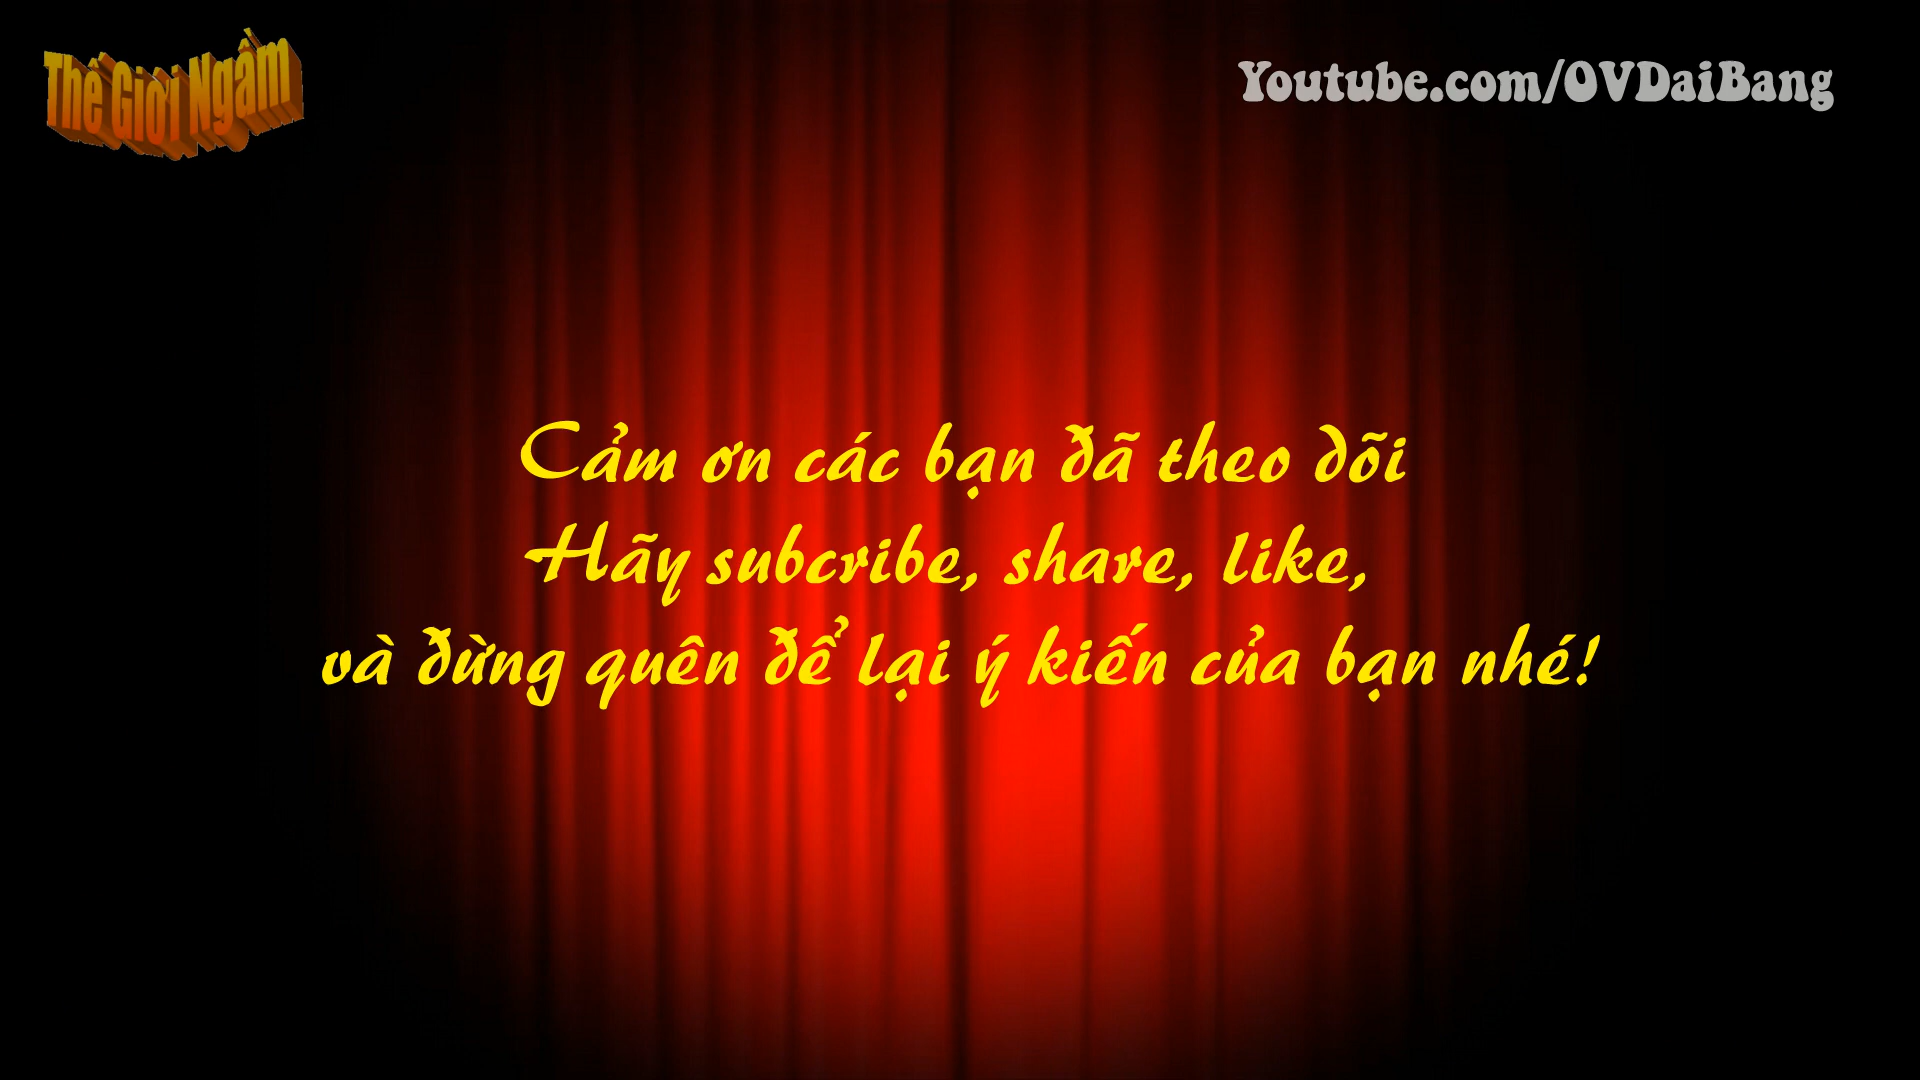 Thế Giới Ngầm
Youtube.com/OVDaiBang
Cảm ơn các bạn đã theo dõi
Hãy subcribe, share, like,
và đừng quên để lại ý kiến của bạn nhé!